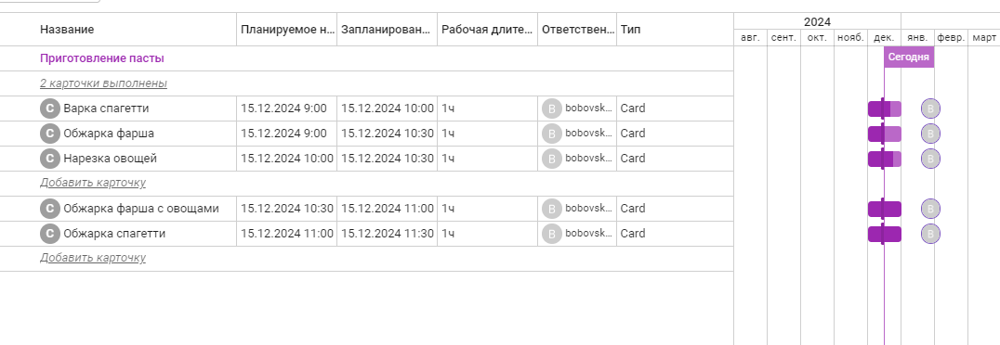 2024
Название Планируемое н... Запланирован... Рабочая длите... Ответствен... Тип
авг. сент. окт. нояб. дек. янв. февр. март
Приготовление пасты
Сегодня
2 карточки выполнены
C Варка спагетти 15.12.2024 9:00 15.12.2024 10:00 1ч B bobovsk... Card B
C Обжарка фарша 15.12.2024 9:00 15.12.2024 10:30 1ч B bobovsk... Card B
C Нарезка овощей 15.12.2024 10:00 15.12.2024 10:30 1ч B bobovsk... Card B
Добавить карточку
C Обжарка фарша с овощами 15.12.2024 10:30 15.12.2024 11:00 1ч B bobovsk... Card B
C Обжарка спагетти 15.12.2024 11:00 15.12.2024 11:30 1ч B bobovsk... Card B
Добавить карточку